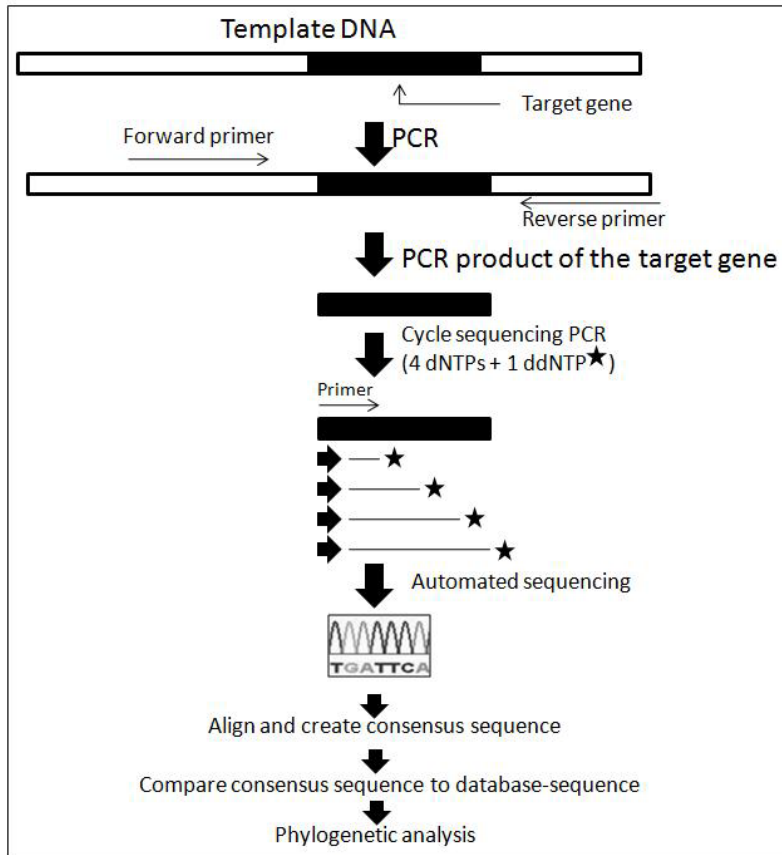 Template DNA
Target gene
Forward primer
PCR
Reverse primer
PCR product of the target gene
Cycle sequencing PCR
(4 dNTPs + 1 ddNTP★)
Primer
Automated sequencing
TGATTCA
Align and create consensus sequence
Compare consensus sequence to database-sequence
Phylogenetic analysis